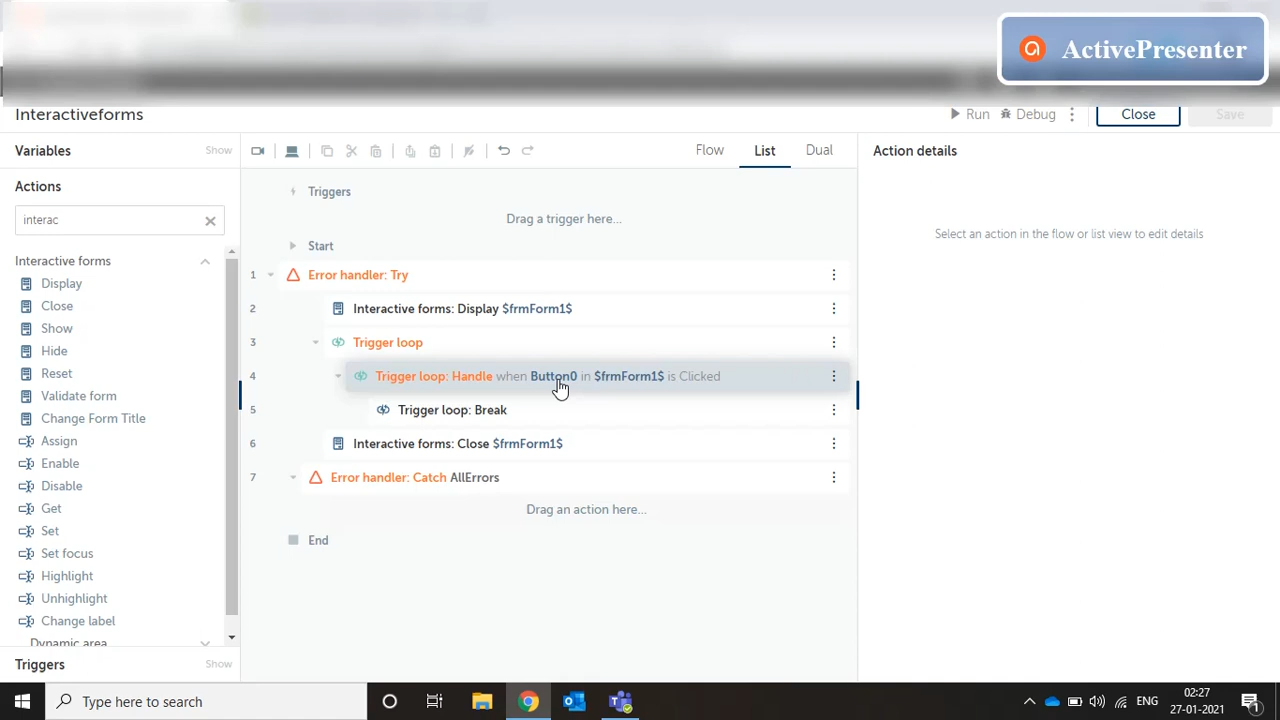 ActivePresenter
Interactiveforms
Run
Debug
Close
Save
Variables
Show
Flow
List
Dual
Action details
Actions
interac
Triggers
Drag a trigger here...
Select an action in the flow or list view to edit details
Start
Interactive forms
Display
Close
Show
Hide
Reset
Validate form
Change Form Title
Assign
Enable
Disable
Get
Set
Set focus
Highlight
Unhighlight
Change label
Dynamic area
Triggers
Show
1 Error handler: Try
2 Interactive forms: Display $frmForm1$
3 Trigger loop
4 Trigger loop: Handle when Button0 in $frmForm1$ is Clicked
5 Trigger loop: Break
6 Interactive forms: Close $frmForm1$
7 Error handler: Catch AllErrors
Drag an action here...
End
Type here to search
ENG
02:27
27-01-2021
1